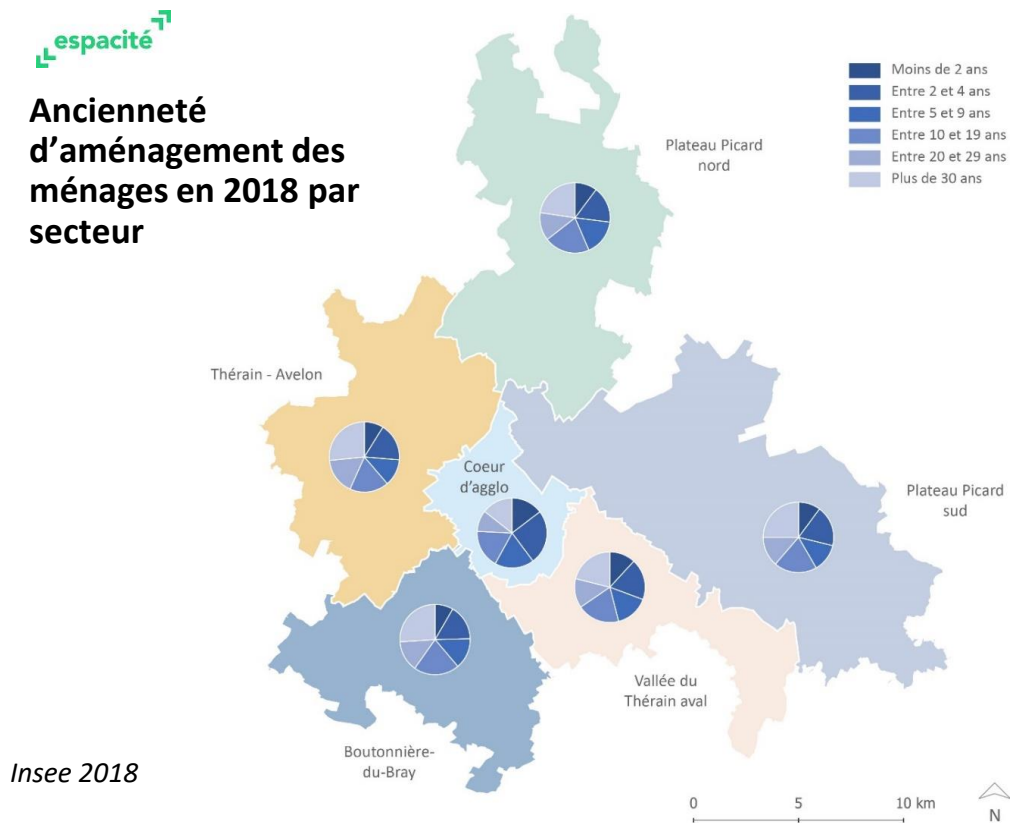 espacité
Ancienneté
d’aménagement des
ménages en 2018 par
secteur
Moins de 2 ans
Entre 2 et 4 ans
Entre 5 et 9 ans
Entre 10 et 19 ans
Entre 20 et 29 ans
Plus de 30 ans
Plateau Picard
nord
Thérain - Avelon
Coeur
d’agglo
Plateau Picard
sud
Vallée du
Thérain aval
Boutonnière-
du-Bray
Insee 2018
0 5 10 km
N